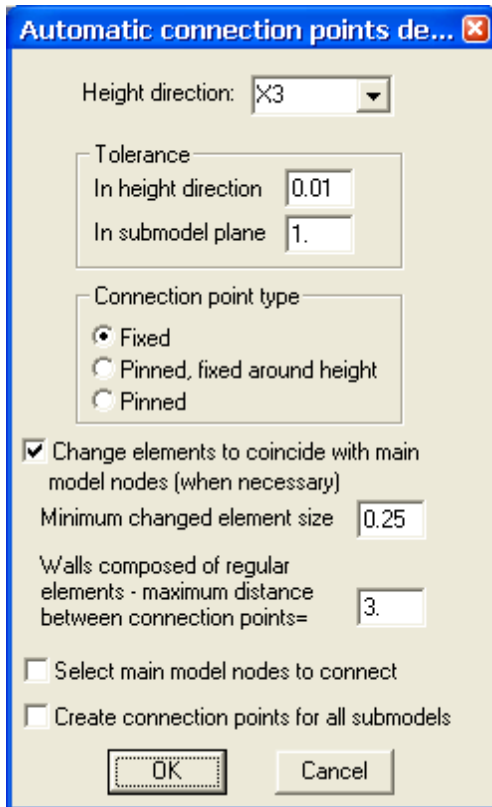 Automatic connection points de...
Height direction: X3
Tolerance
In height direction 0.01
In submodel plane 1.
Connection point type
Fixed
Pinned, fixed around height
Pinned
Change elements to coincide with main
model nodes (when necessary)
Minimum changed element size 0.25
Walls composed of regular
elements - maximum distance
between connection points= 3.
Select main model nodes to connect
Create connection points for all submodels
OK Cancel